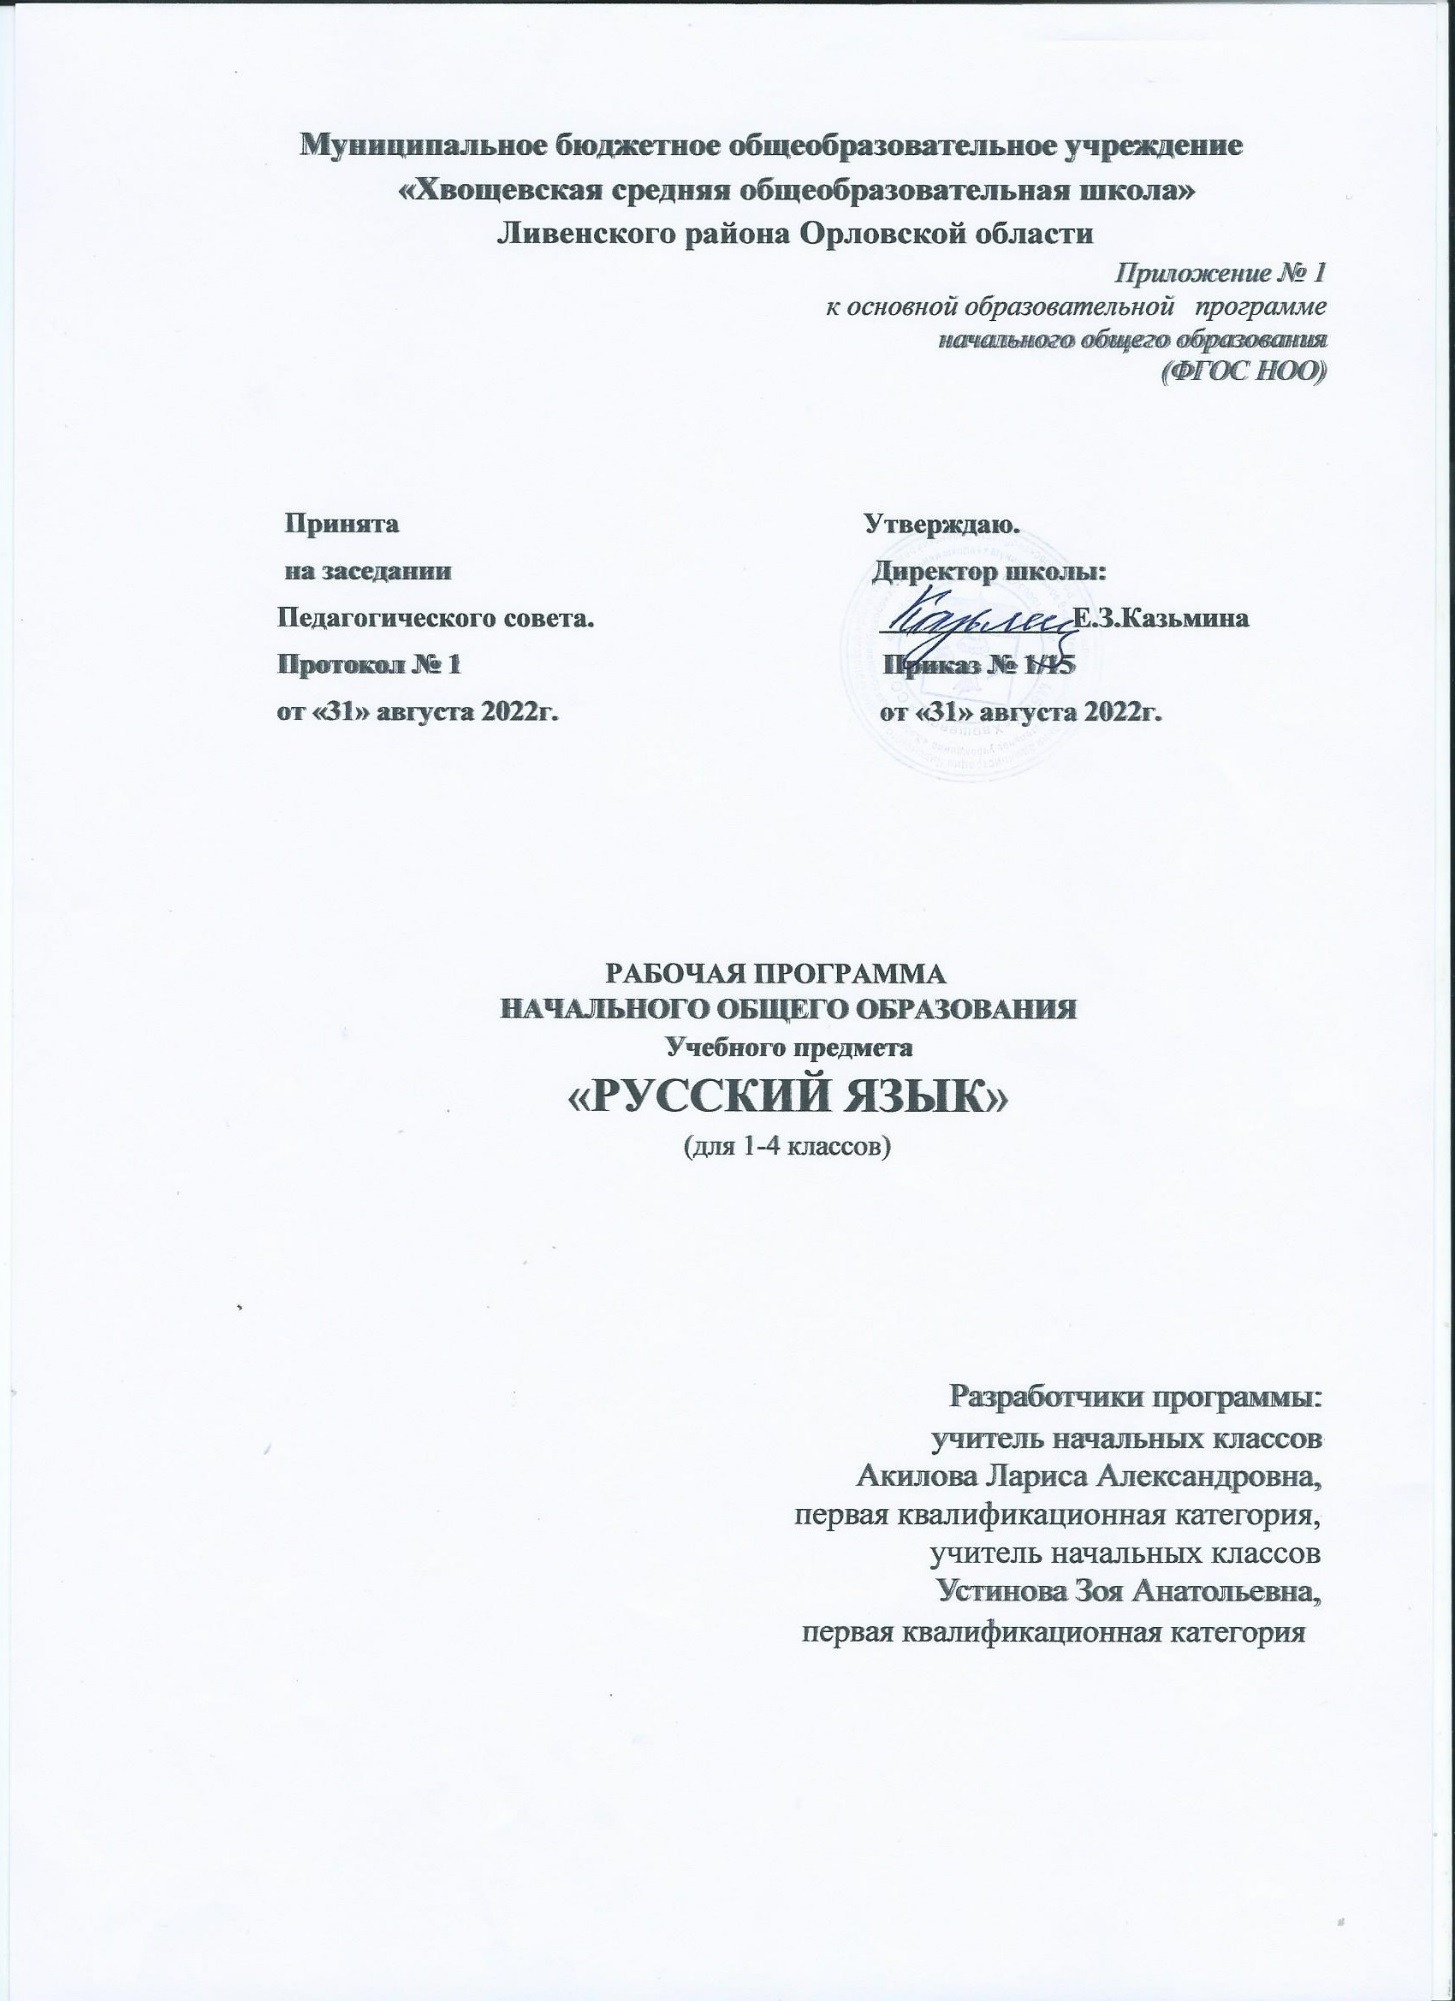 Муниципальное бюджетное общеобразовательное учреждение
«Хвощевская средняя общеобразовательная школа»
Ливенского района Орловской области
Приложение № 1
к основной образовательной программе
начального общего образования
(ФГОС НОО)
Принята
на заседании
Педагогического совета.
Протокол № 1
от «31» августа 2022г.
Утверждаю.
Директор школы:
Е.З.Казьмина
Приказ № 1/15
от «31» августа 2022г.
РАБОЧАЯ ПРОГРАММА
НАЧАЛЬНОГО ОБЩЕГО ОБРАЗОВАНИЯ
Учебного предмета
«РУССКИЙ ЯЗЫК»
(для 1-4 классов)
Разработчики программы:
учитель начальных классов
Акилова Лариса Александровна,
первая квалификационная категория,
учитель начальных классов
Устинова Зоя Анатольевна,
первая квалификационная категория